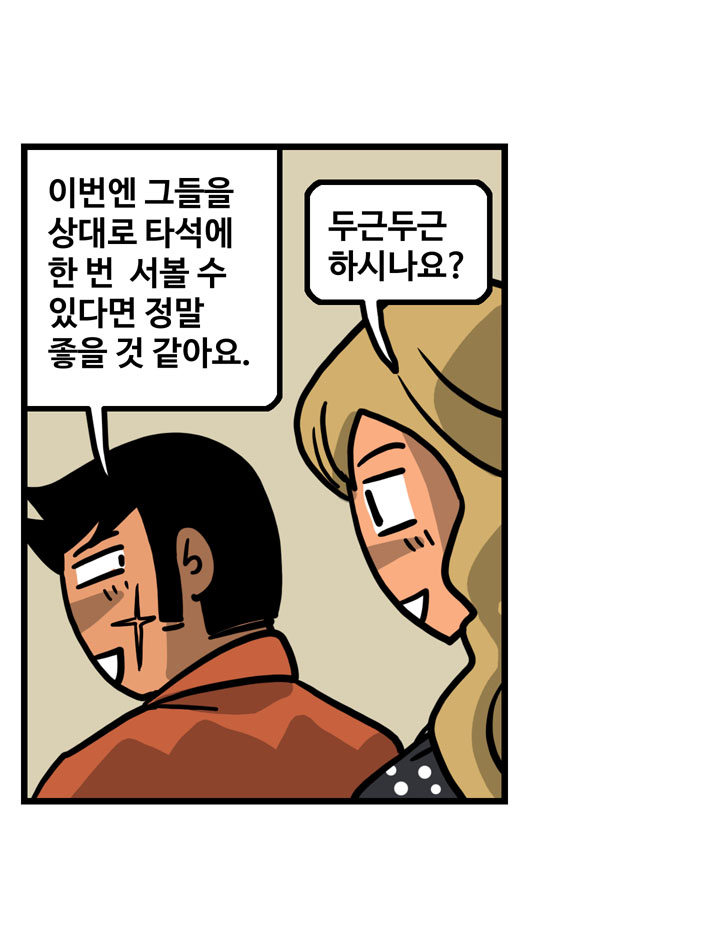 이번엔 그들을
상대로 타석에
한 번 서볼 수
있다면 정말
좋을 것 같아요.
두근두근
하시나요?